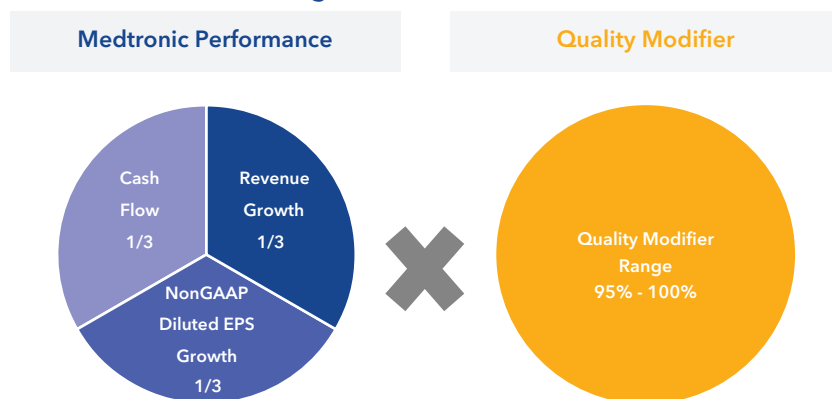 Medtronic Performance
Quality Modifier
Cash
Flow
1/3
Revenue
Growth
1/3
NonGAAP
Diluted EPS
Growth
1/3
Quality Modifier
Range
95% - 100%